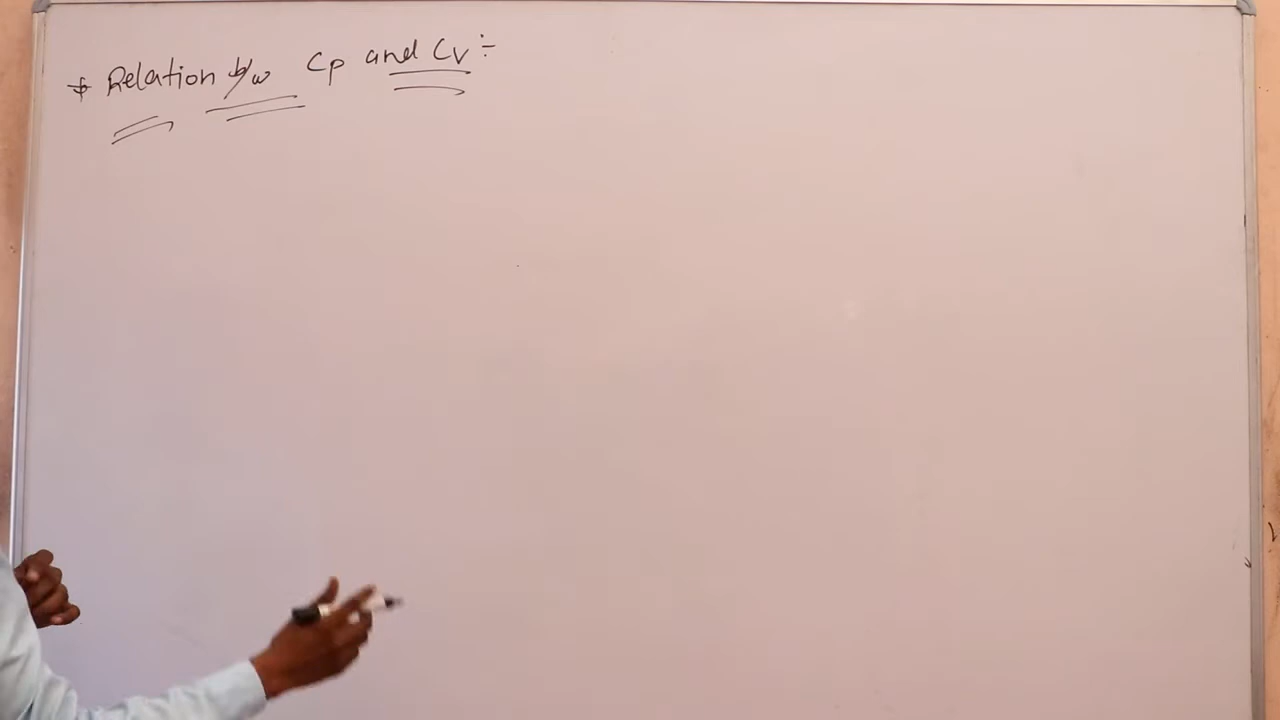 * Relation b/w Cp and Cv :-